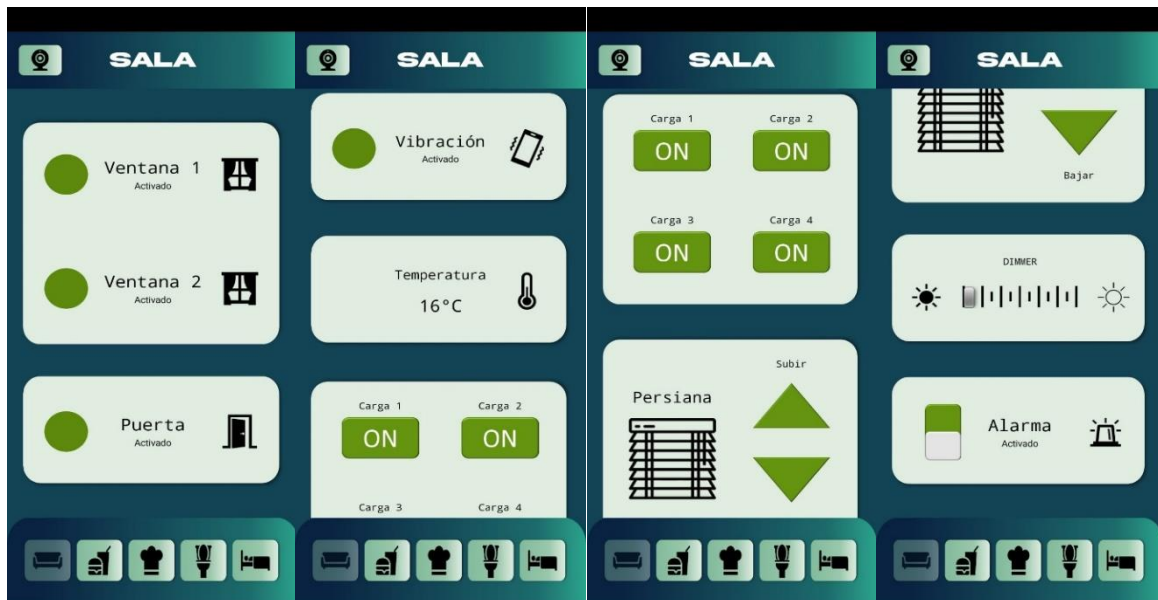 SALA
Ventana 1
Activado
Ventana 2
Activado
Puerta
Activado
SALA
Vibración
Activado
Temperatura
16°C
Carga 1 Carga 2
ON ON
Carga 3 Carga 4
SALA
Carga 1 Carga 2
ON ON
Carga 3 Carga 4
ON ON
Persiana
Subir
SALA
Bajar
DIMMER
Alarma
Activado